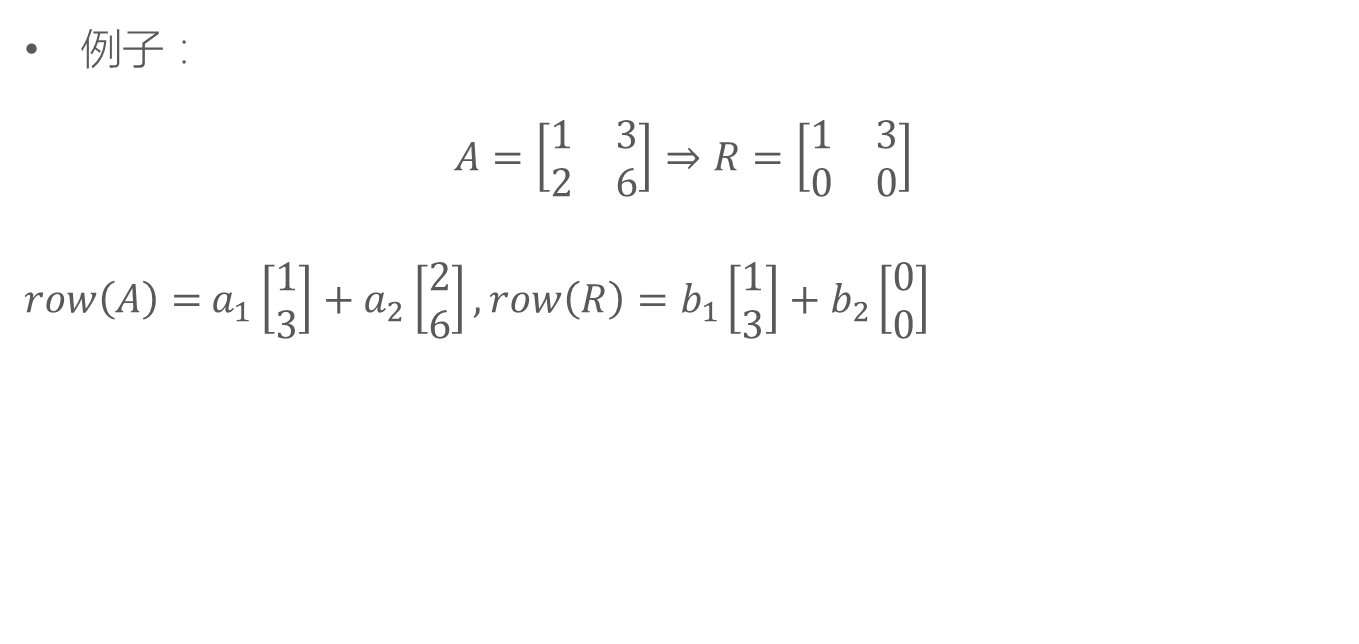 • 例子：
A = [1 3; 2 6] ⇒ R = [1 3; 0 0]
row(A) = a₁ [1; 3] + a₂ [2; 6], row(R) = b₁ [1; 3] + b₂ [0; 0]